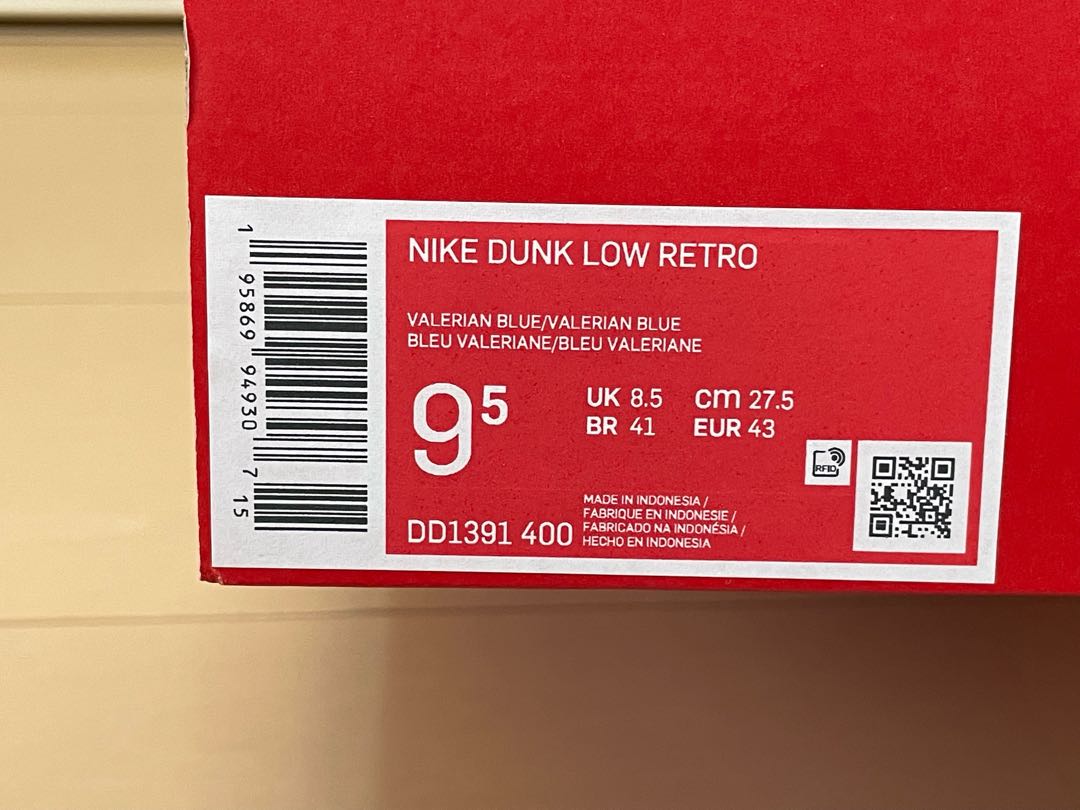 1 95869 94930 7 15
NIKE DUNK LOW RETRO
VALERIAN BLUE/VALERIAN BLUE
BLEU VALERIANE/BLEU VALERIANE
9 5
UK 8.5 cm 27.5
BR 41 EUR 43
RFID
MADE IN INDONESIA /
FABRIQUE EN INDONESIE /
FABRICADO NA INDONÉSIA /
HECHO EN INDONESIA
DD1391 400